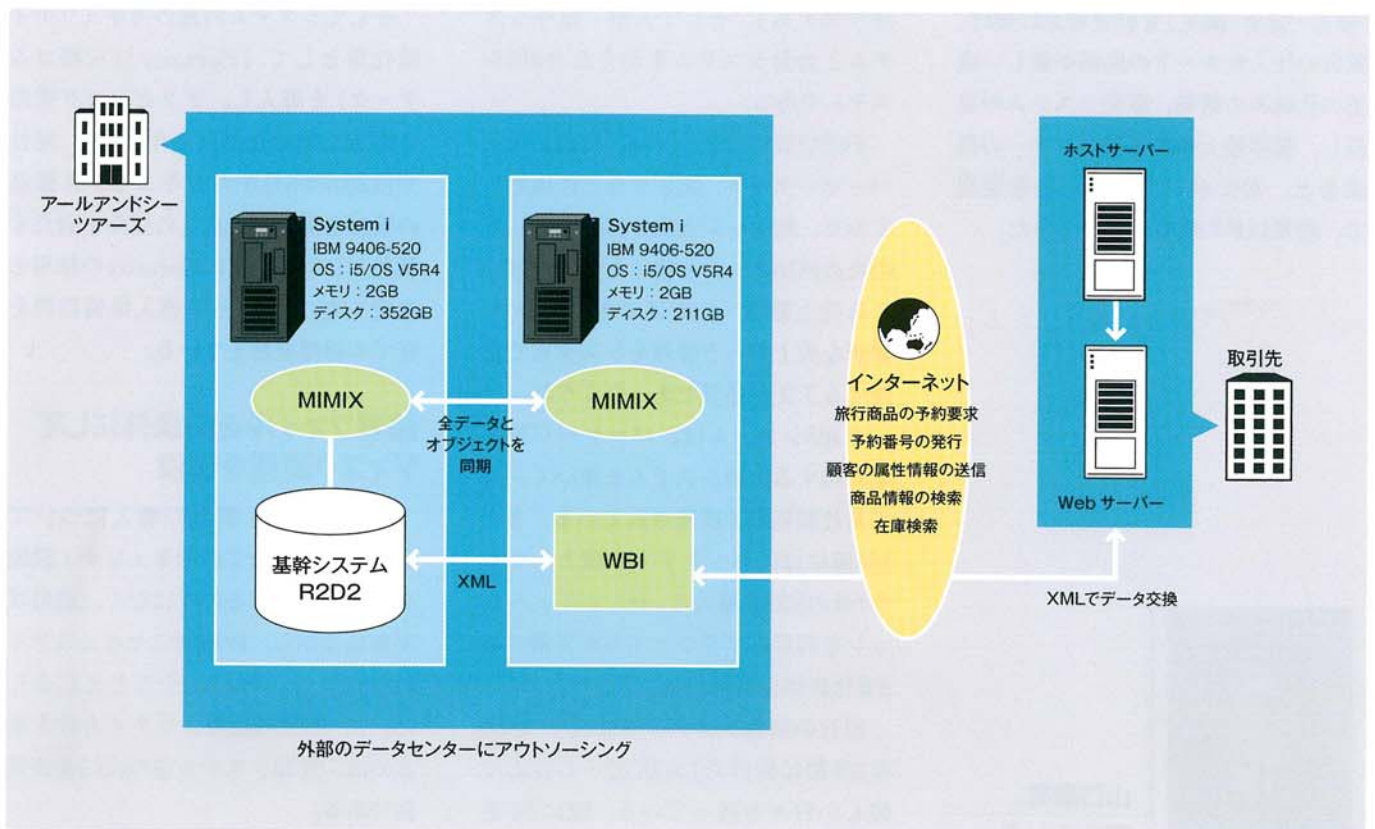 アールアンドシー
ツアーズ
System i
IBM 9406-520
OS：i5/OS V5R4
メモリ：2GB
ディスク：352GB
System i
IBM 9406-520
OS：i5/OS V5R4
メモリ：2GB
ディスク：211GB
MIMIX
全データと
オブジェクトを
同期
MIMIX
基幹システム
R2D2
XML
WBI
外部のデータセンターにアウトソーシング
インターネット
旅行商品の予約要求
予約番号の発行
顧客の属性情報の送信
商品情報の検索
在庫検索
ホストサーバー
Web サーバー
取引先
XMLでデータ交換